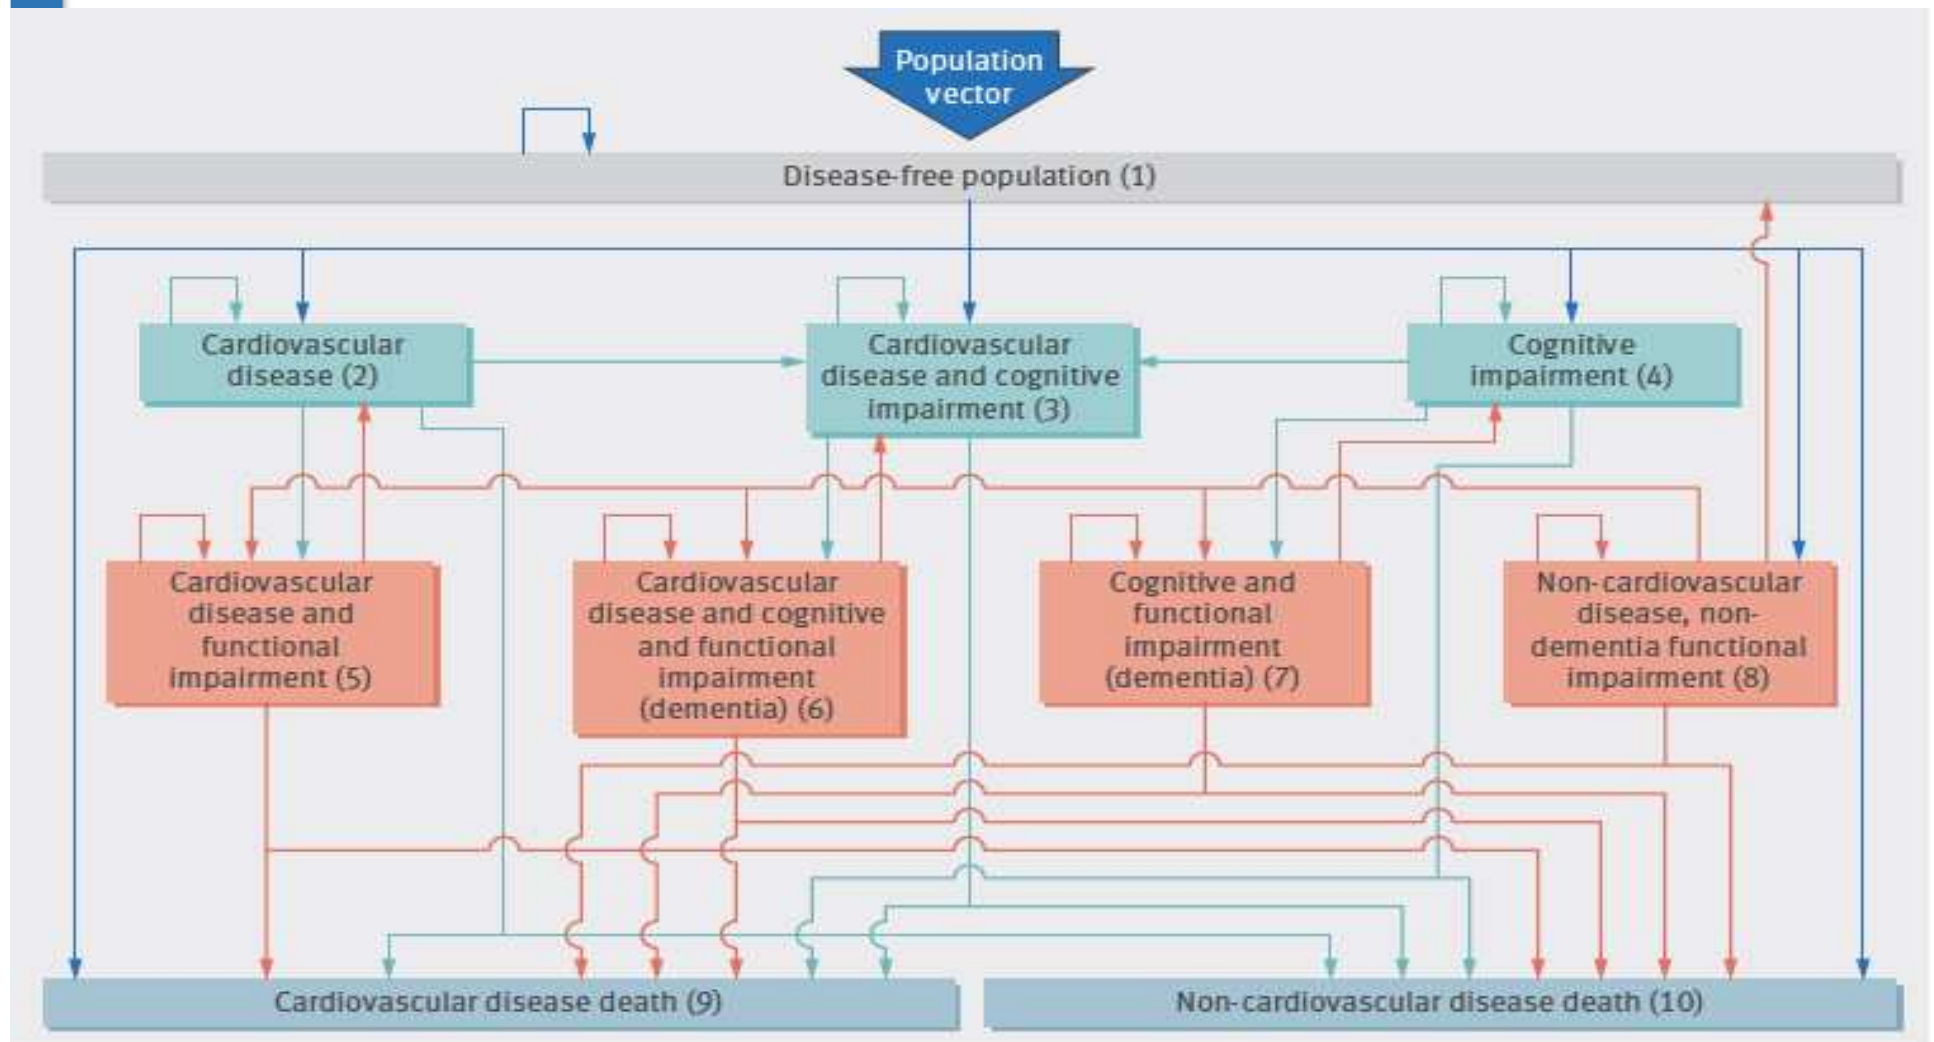 Population
vector
Disease-free population (1)
Cardiovascular
disease (2)
Cardiovascular
disease and cognitive
impairment (3)
Cognitive
impairment (4)
Cardiovascular
disease and
functional
impairment (5)
Cardiovascular
disease and cognitive
and functional
impairment
(dementia) (6)
Cognitive and
functional
impairment
(dementia) (7)
Non-cardiovascular
disease, non-
dementia functional
impairment (8)
Cardiovascular disease death (9)
Non-cardiovascular disease death (10)